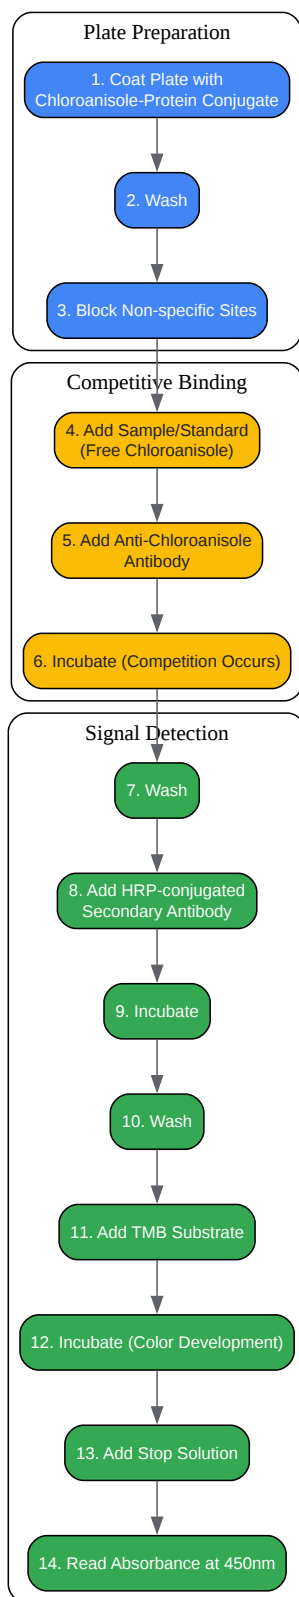 Plate Preparation
1. Coat Plate with
Chloroanisole-Protein Conjugate
2. Wash
3. Block Non-specific Sites
Competitive Binding
4. Add Sample/Standard
(Free Chloroanisole)
5. Add Anti-Chloroanisole
Antibody
6. Incubate (Competition Occurs)
Signal Detection
7. Wash
8. Add HRP-conjugated
Secondary Antibody
9. Incubate
10. Wash
11. Add TMB Substrate
12. Incubate (Color Development)
13. Add Stop Solution
14. Read Absorbance at 450nm